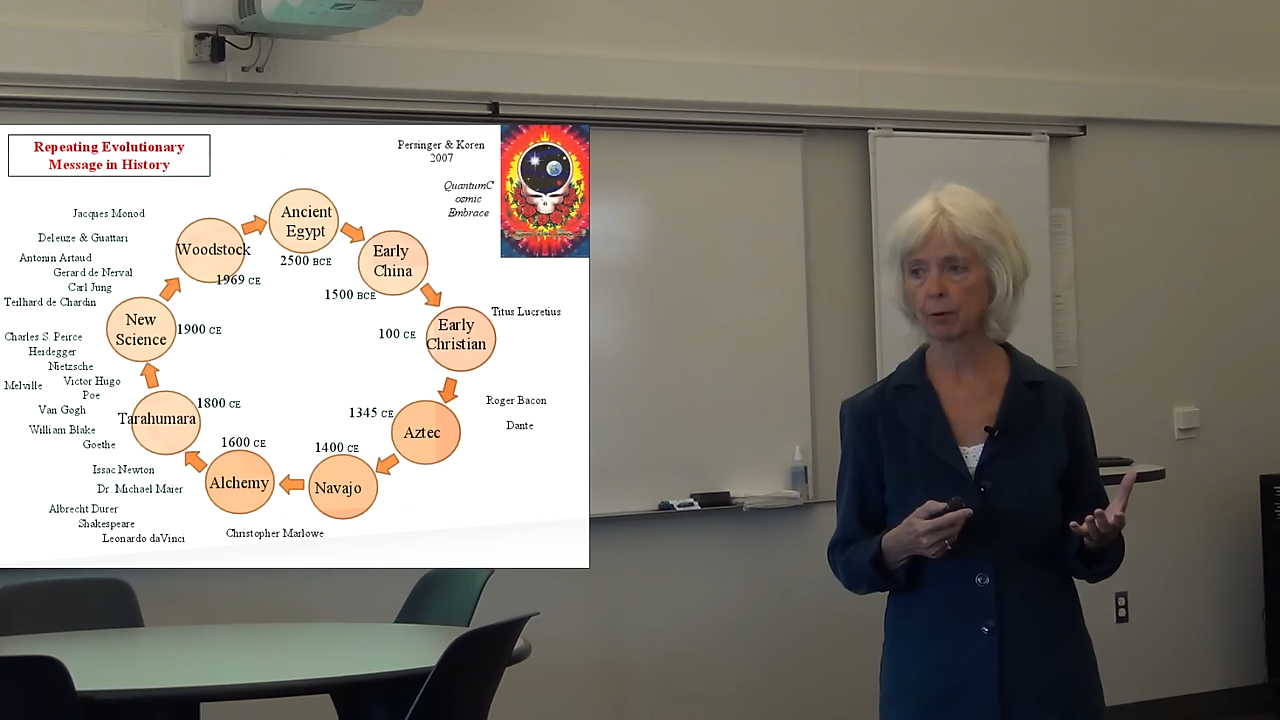 Repeating Evolutionary
Message in History
Persinger & Koren
2007
QuantumC
osmic
Embrace
Jacques Monod
Deleuze & Guattari
Antonin Artaud
Gerard de Nerval
Carl Jung
Teilhard de Chardin
Charles S. Peirce
Heidegger
Nietzsche
Victor Hugo
Melville
Poe
Van Gogh
William Blake
Goethe
Issac Newton
Dr. Michael Maier
Albrecht Durer
Shakespeare
Leonardo daVinci
Christopher Marlowe
Ancient
Egypt
2500 BCE
Early
China
1500 BCE
Early
Christian
100 CE
Titus Lucretius
Aztec
1345 CE
Roger Bacon
Dante
Navajo
1400 CE
Alchemy
1600 CE
Tarahumara
1800 CE
New
Science
1900 CE
Woodstock
1969 CE